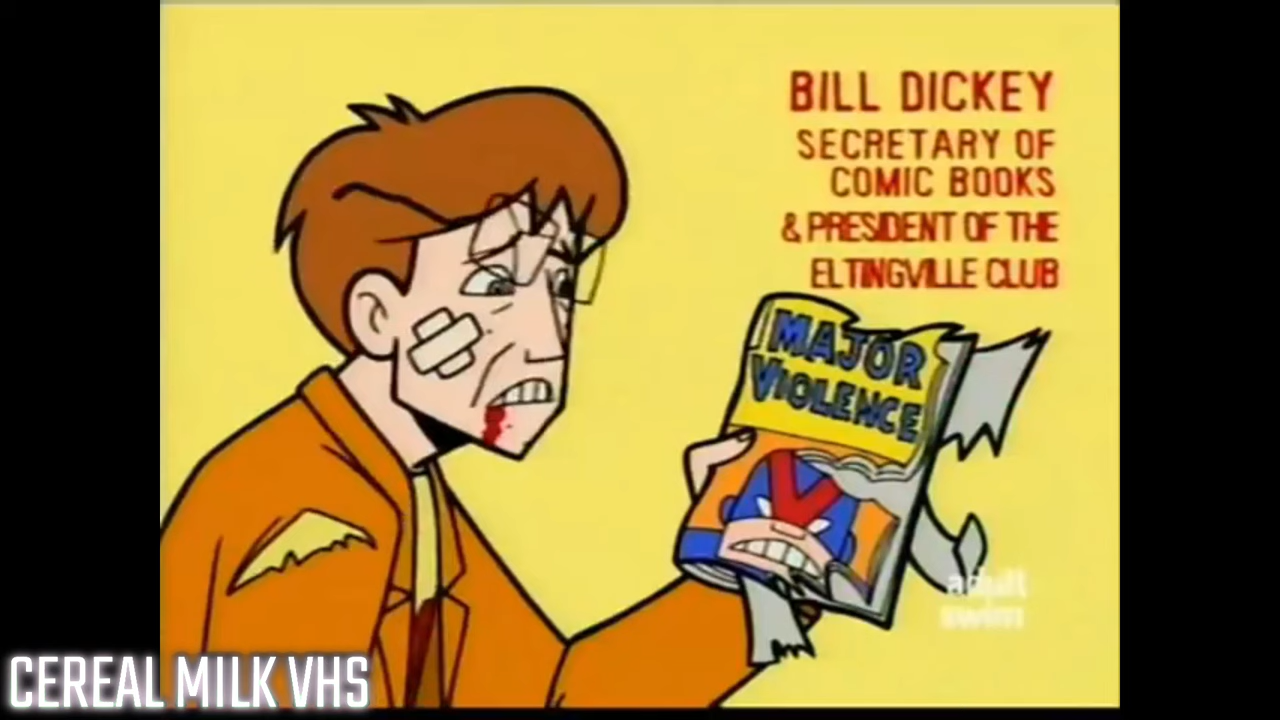 BILL DICKEY
SECRETARY OF
COMIC BOOKS
& PRESIDENT OF THE
ELTINGVILLE CLUB
MAJOR
VIOLENCE
V
adult
swim
CEREAL MILK VHS